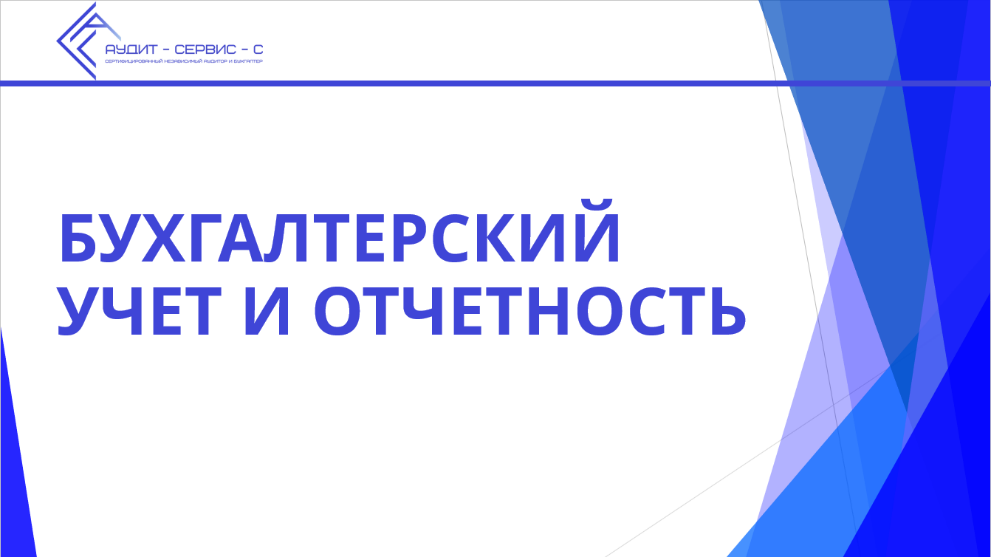 АУДИТ - СЕРВИС - С
СЕРТИФИЦИРОВАННЫЙ НЕЗАВИСИМЫЙ АУДИТОР И БУХГАЛТЕР
БУХГАЛТЕРСКИЙ
УЧЕТ И ОТЧЕТНОСТЬ